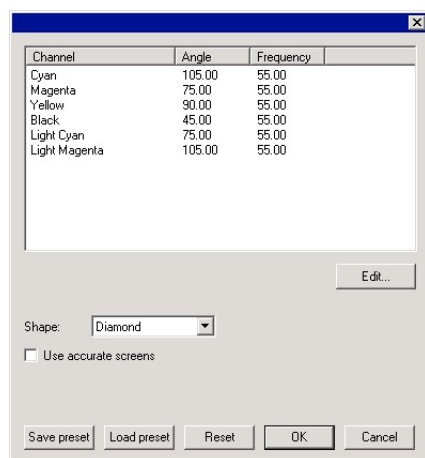 Channel Angle Frequency
Cyan 105.00 55.00
Magenta 75.00 55.00
Yellow 90.00 55.00
Black 45.00 55.00
Light Cyan 75.00 55.00
Light Magenta 105.00 55.00
Edit...
Shape: Diamond
Use accurate screens
Save preset Load preset Reset OK Cancel